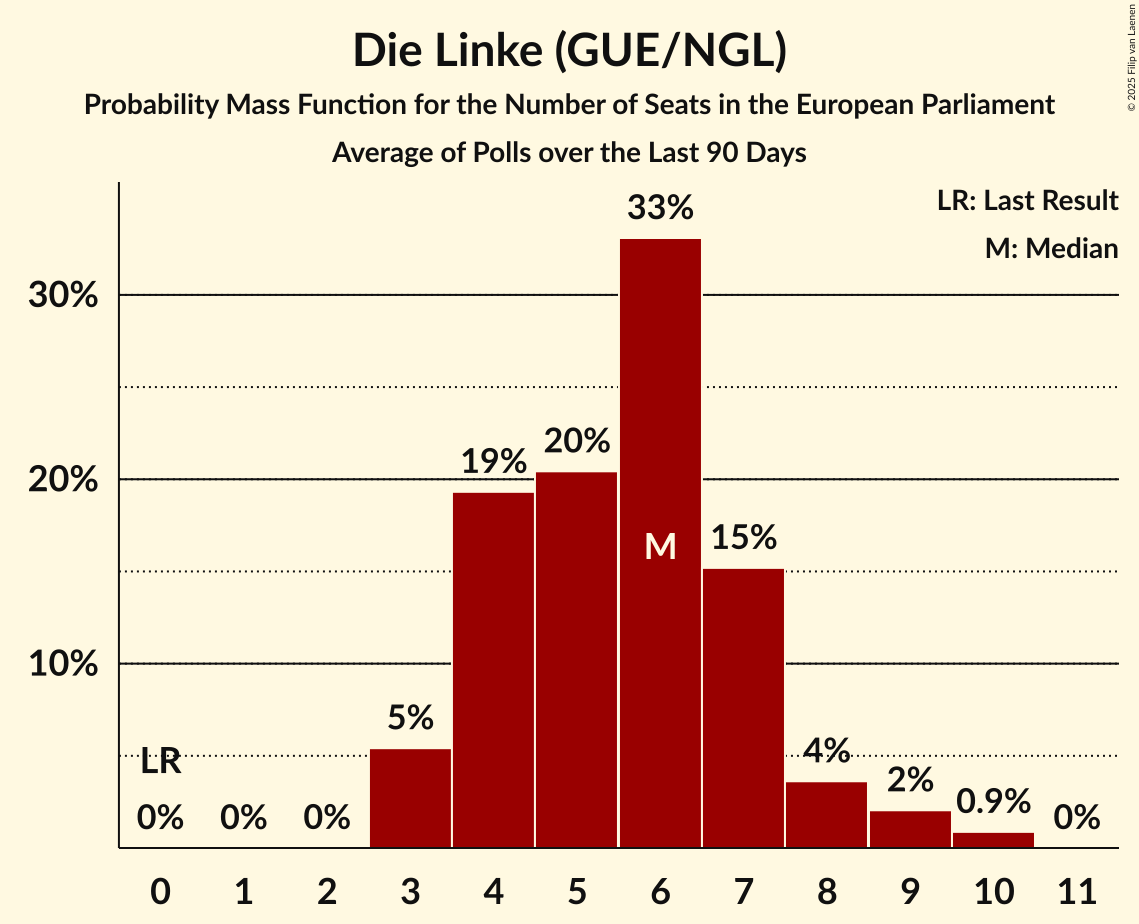 Die Linke (GUE/NGL)
Probability Mass Function for the Number of Seats in the European Parliament
Average of Polls over the Last 90 Days
© 2025 Filip van Laenen
LR: Last Result
M: Median
33%
30%
20%
19%
20%
M
15%
10%
5%
LR
4%
2%
0.9%
0% 0% 0% 0%
0 1 2 3 4 5 6 7 8 9 10 11